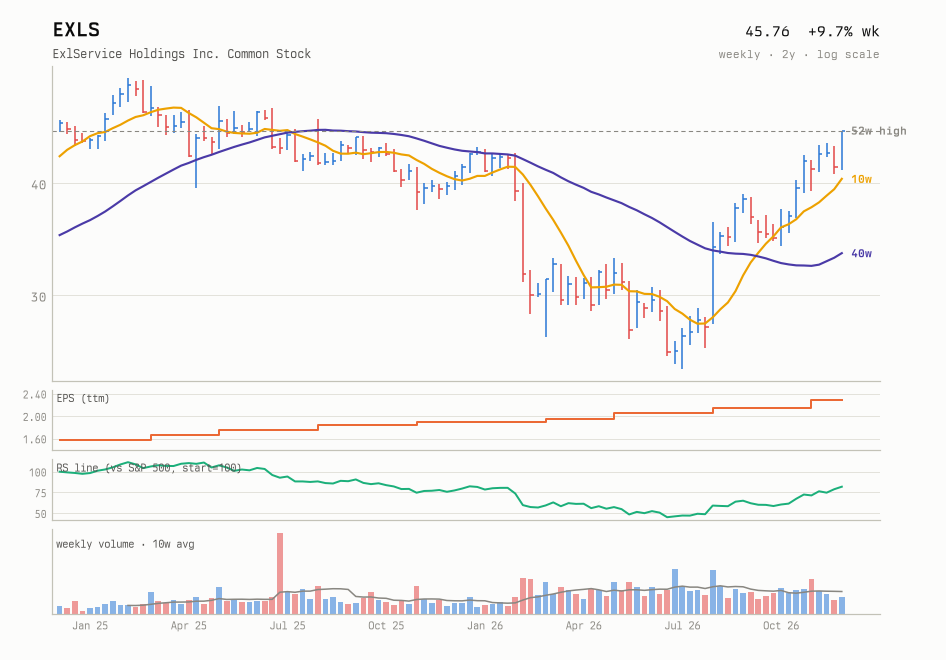 EXLS
45.76 +9.7% wk
ExlService Holdings Inc. Common Stock
weekly · 2y · log scale
52w high
40
10w
40w
30
2.40
EPS (ttm)
2.00
1.60
RS line (vs S&P 500, start=100)
100
75
50
weekly volume · 10w avg
Jan 25 Apr 25 Jul 25 Oct 25 Jan 26 Apr 26 Jul 26 Oct 26